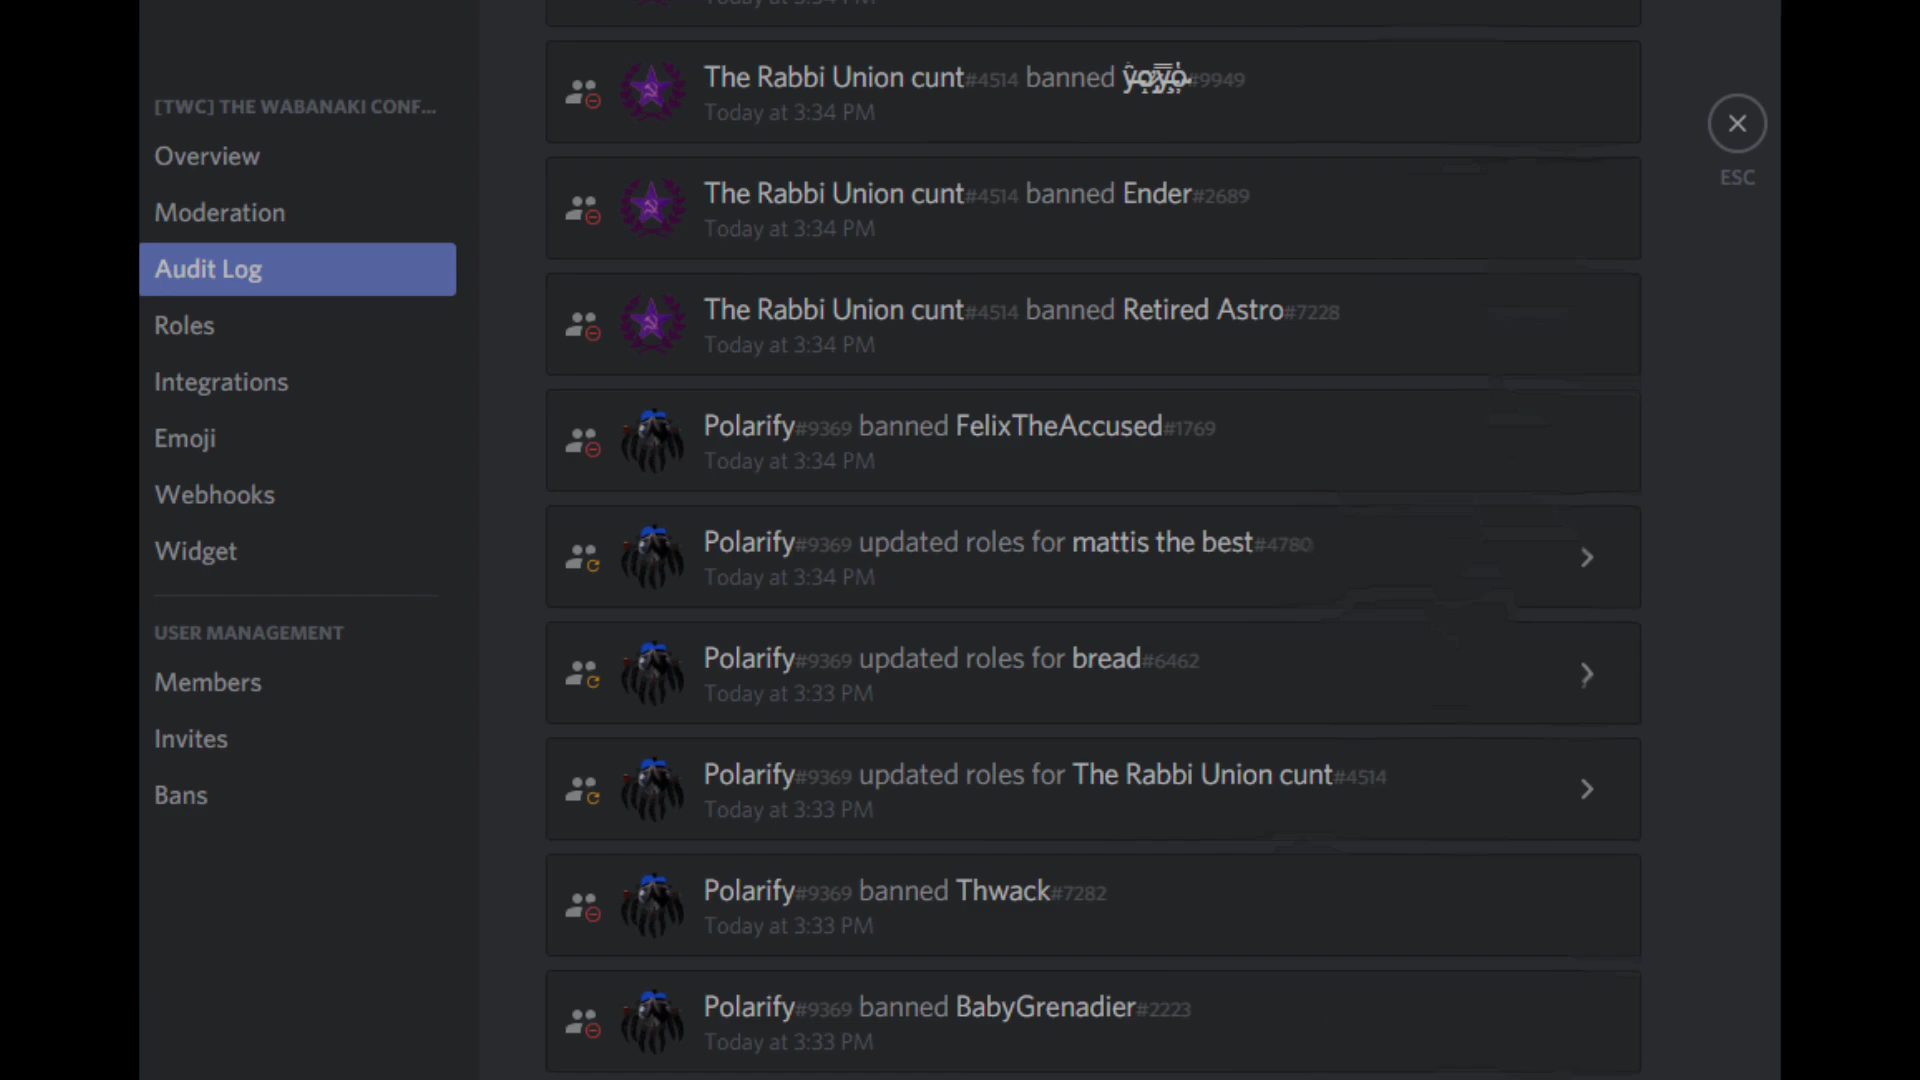 [TWC] THE WABANAKI CONF...
Overview
Moderation
Audit Log
Roles
Integrations
Emoji
Webhooks
Widget
USER MANAGEMENT
Members
Invites
Bans
Today at 3:34 PM
The Rabbi Union cunt#4514 banned yoyo#9949
Today at 3:34 PM
The Rabbi Union cunt#4514 banned Ender#2689
Today at 3:34 PM
The Rabbi Union cunt#4514 banned Retired Astro#7228
Today at 3:34 PM
Polarify#9369 banned FelixTheAccused#1769
Today at 3:34 PM
Polarify#9369 updated roles for mattis the best#4780
Today at 3:34 PM
Polarify#9369 updated roles for bread#6462
Today at 3:33 PM
Polarify#9369 updated roles for The Rabbi Union cunt#4514
Today at 3:33 PM
Polarify#9369 banned Thwack#7282
Today at 3:33 PM
Polarify#9369 banned BabyGrenadier#2223
Today at 3:33 PM
ESC